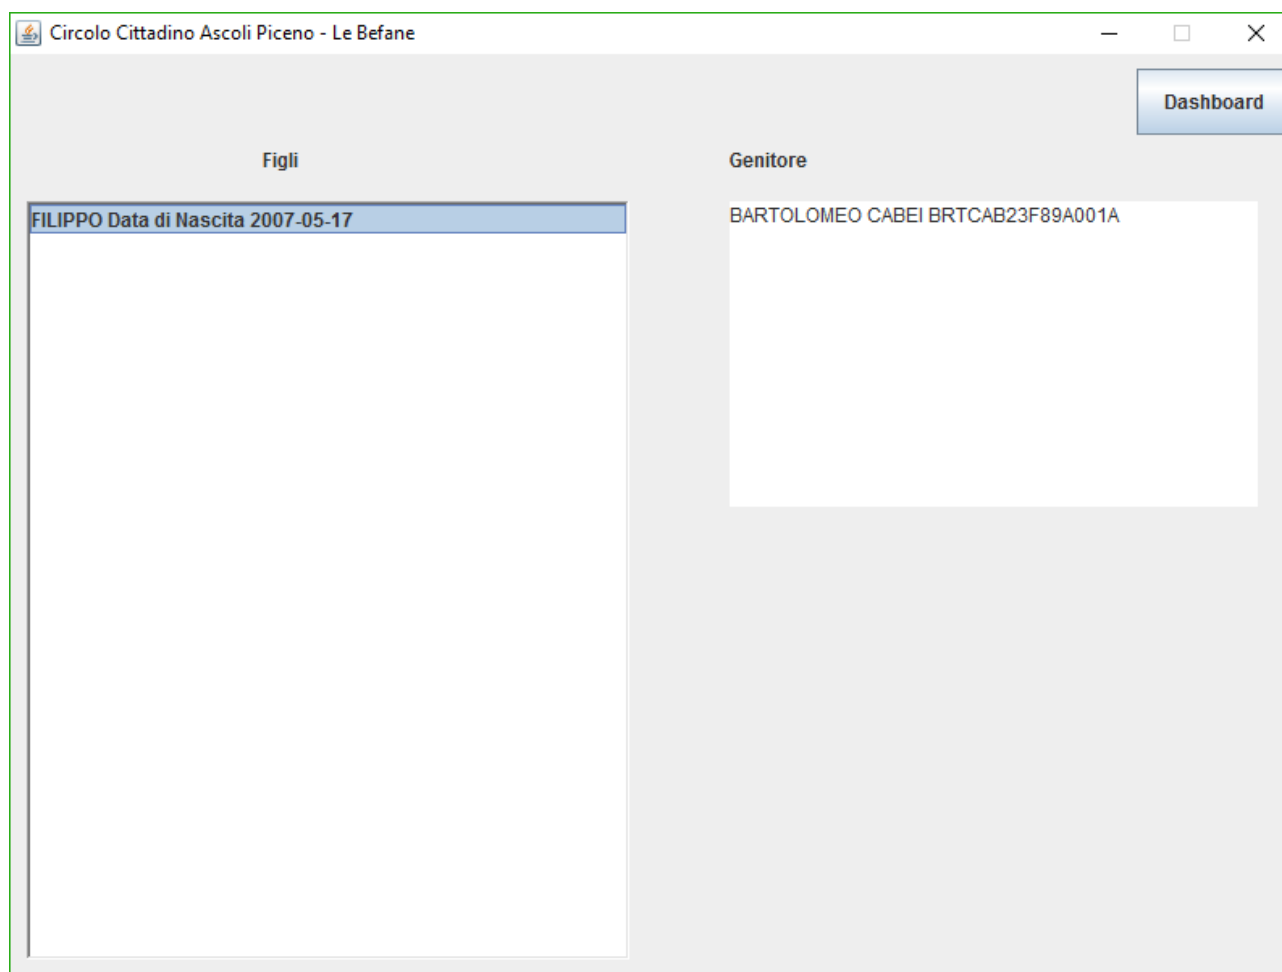 Circolo Cittadino Ascoli Piceno - Le Befane
Dashboard
Figli
Genitore
FILIPPO Data di Nascita 2007-05-17
BARTOLOMEO CABEI BRTCAB23F89A001A